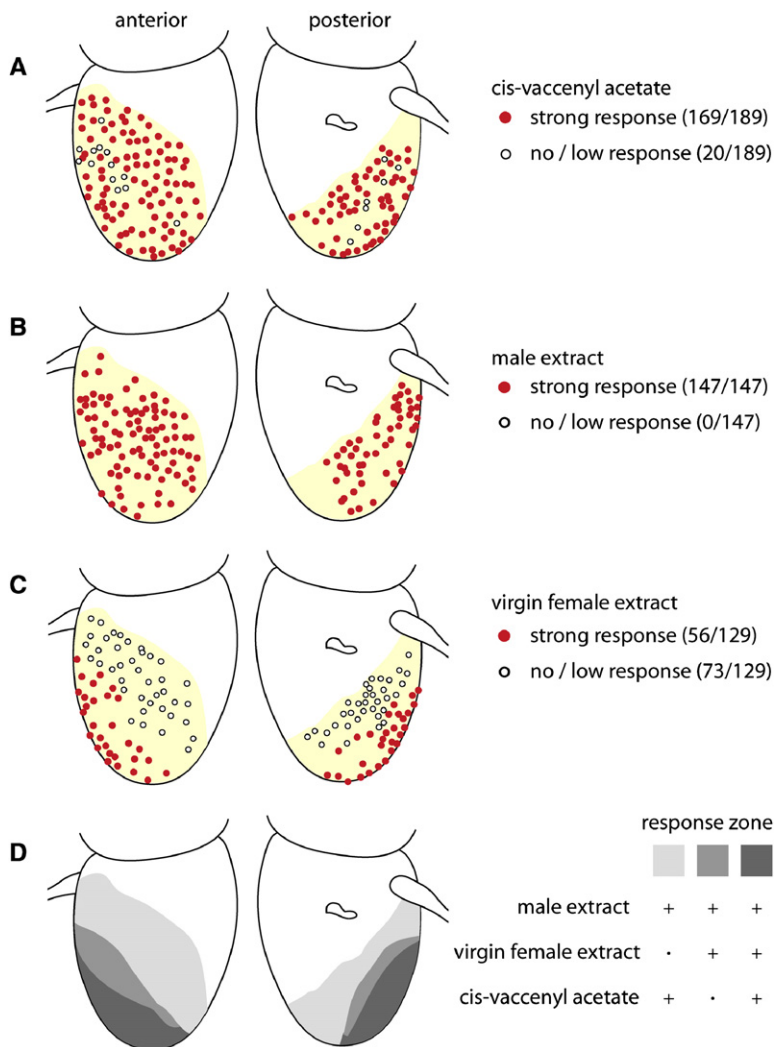 anterior posterior
A
cis-vaccenyl acetate
strong response (169/189)
no / low response (20/189)
B
male extract
strong response (147/147)
no / low response (0/147)
C
virgin female extract
strong response (56/129)
no / low response (73/129)
D
response zone
male extract + + +
virgin female extract · + +
cis-vaccenyl acetate + · +